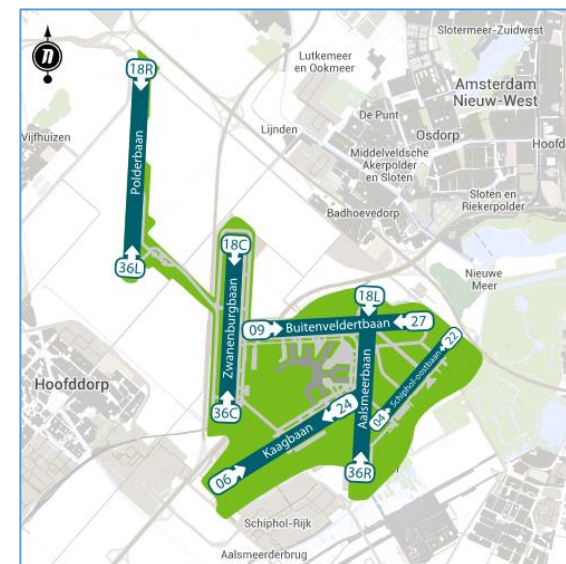 n
Slotermeer-Zuidwest
Lutkemeer
en Ookmeer
18R
Amsterdam
Nieuw-West
De Punt
Vijfhuizen
Lijnden
Osdorp
Hoofd
Middelveldsche
Akerpolder
en Sloten
Polderbaan
Sloten en
Riekerpolder
Badhoevedorp
18C
36L
Nieuwe
Meer
18L
09
Buitenveldertbaan
27
Zwanenburgbaan
22
Schiphol-oostbaan
Aalsmeerbaan
Hoofddorp
24
36C
04
Kaagbaan
06
36R
Schiphol-Rijk
Aalsmeerderbrug